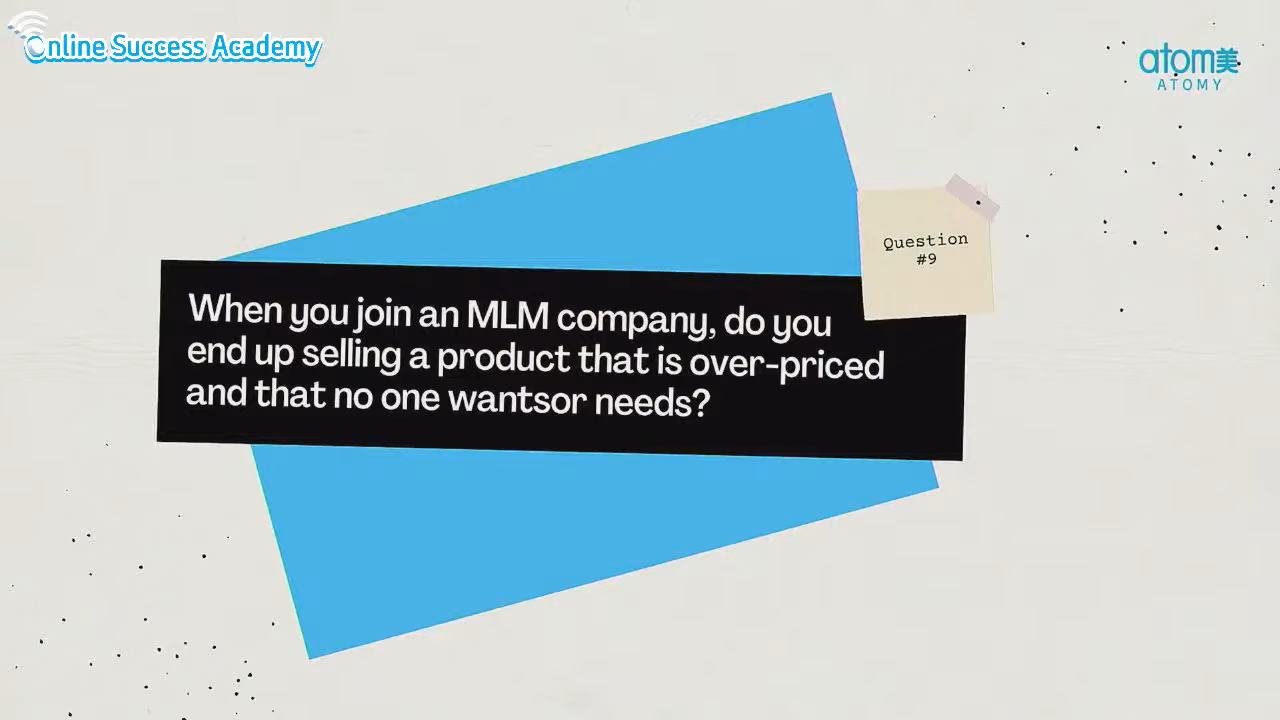 Online Success Academy
atom美
ATOMY
Question
#9
When you join an MLM company, do you
end up selling a product that is over-priced
and that no one wantsor needs?